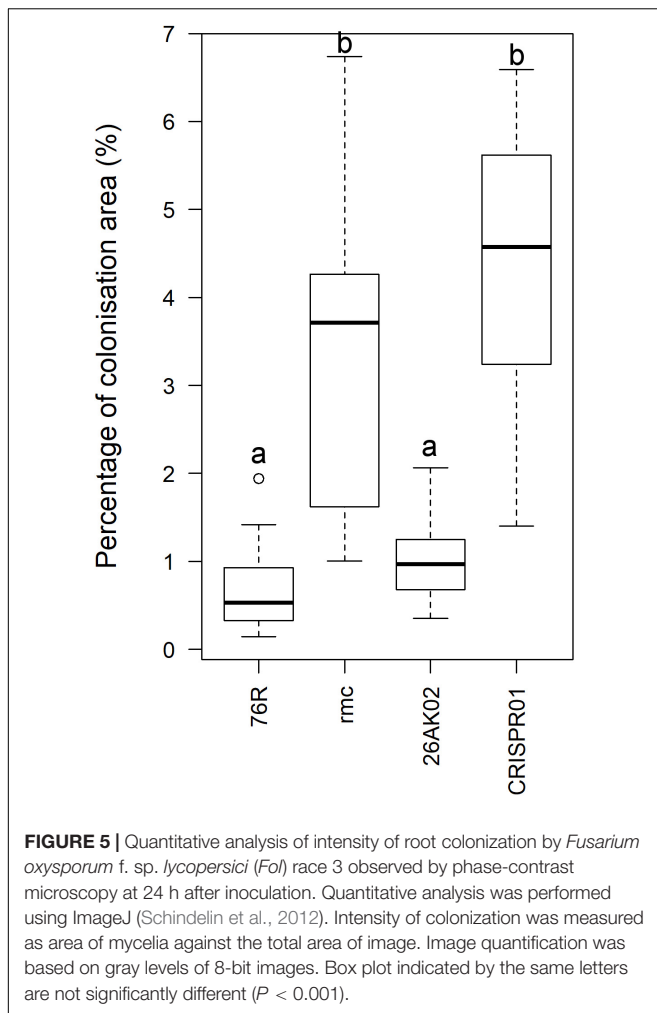 7
b
b
6
5
4
3
a
a
2
1
0
Percentage of colonisation area (%)
76R
rmc
26AK02
CRISPR01
FIGURE 5 | Quantitative analysis of intensity of root colonization by Fusarium
oxysporum f. sp. lycopersici (Fol) race 3 observed by phase-contrast
microscopy at 24 h after inoculation. Quantitative analysis was performed
using ImageJ (Schindelin et al., 2012). Intensity of colonization was measured
as area of mycelia against the total area of image. Image quantification was
based on gray levels of 8-bit images. Box plot indicated by the same letters
are not significantly different (P < 0.001).